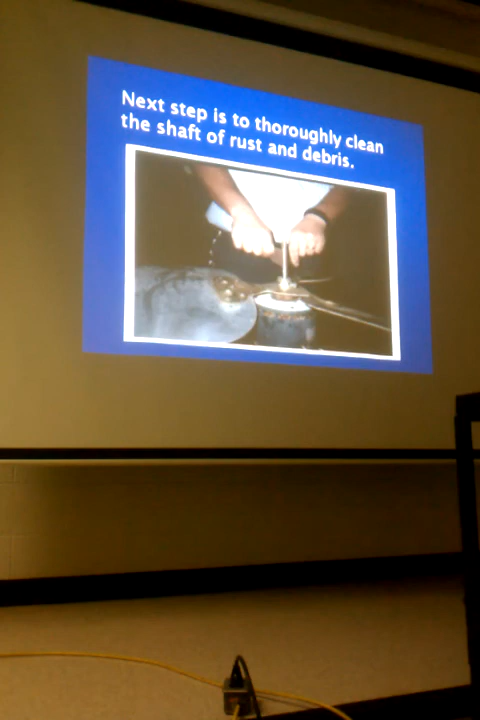 Next step is to thoroughly clean
the shaft of rust and debris.